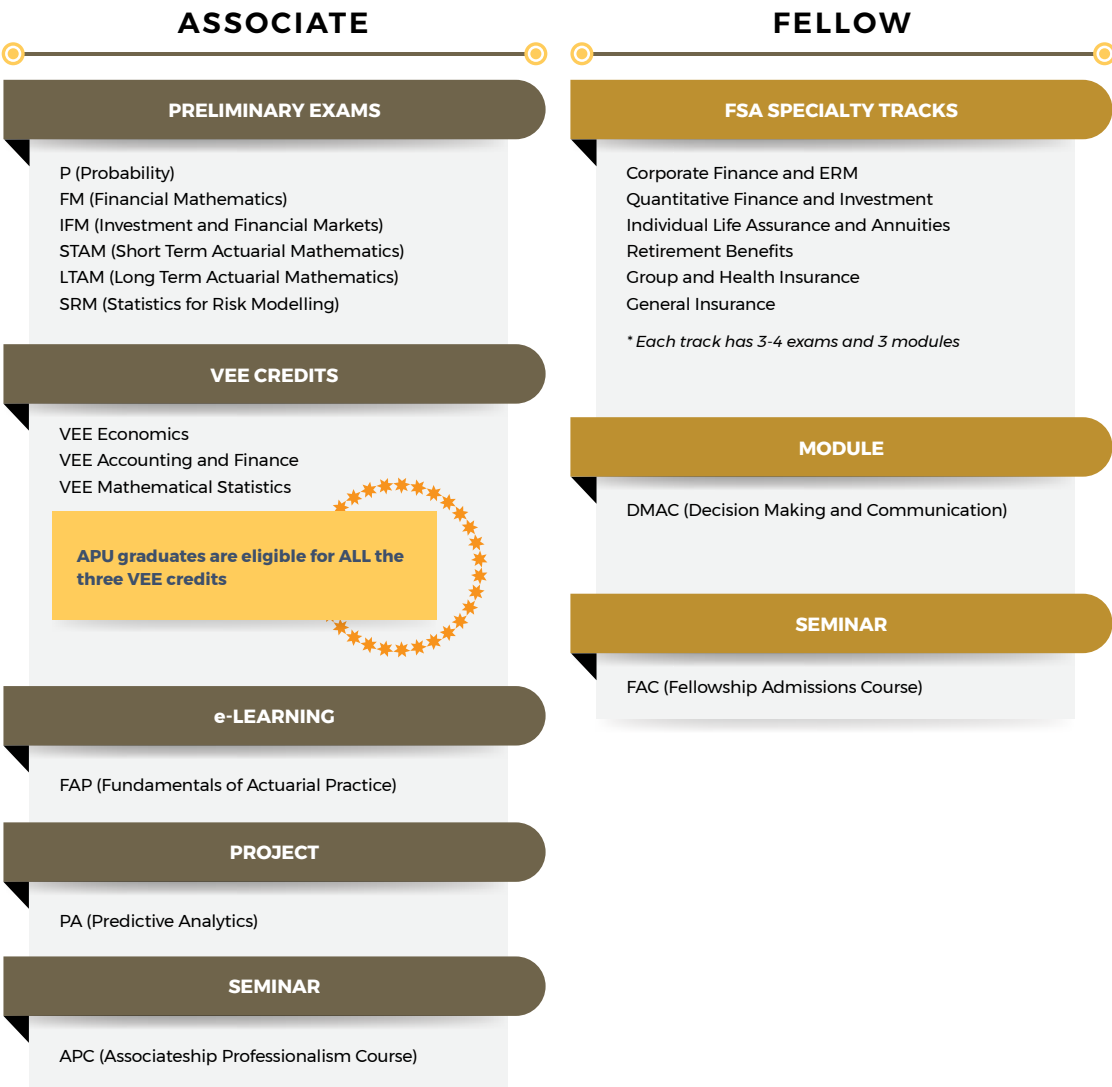 ASSOCIATE
PRELIMINARY EXAMS
P (Probability)
FM (Financial Mathematics)
IFM (Investment and Financial Markets)
STAM (Short Term Actuarial Mathematics)
LTAM (Long Term Actuarial Mathematics)
SRM (Statistics for Risk Modelling)
VEE CREDITS
VEE Economics
VEE Accounting and Finance
VEE Mathematical Statistics
APU graduates are eligible for ALL the
three VEE credits
e-LEARNING
FAP (Fundamentals of Actuarial Practice)
PROJECT
PA (Predictive Analytics)
SEMINAR
APC (Associateship Professionalism Course)
FELLOW
FSA SPECIALTY TRACKS
Corporate Finance and ERM
Quantitative Finance and Investment
Individual Life Assurance and Annuities
Retirement Benefits
Group and Health Insurance
General Insurance
* Each track has 3-4 exams and 3 modules
MODULE
DMAC (Decision Making and Communication)
SEMINAR
FAC (Fellowship Admissions Course)